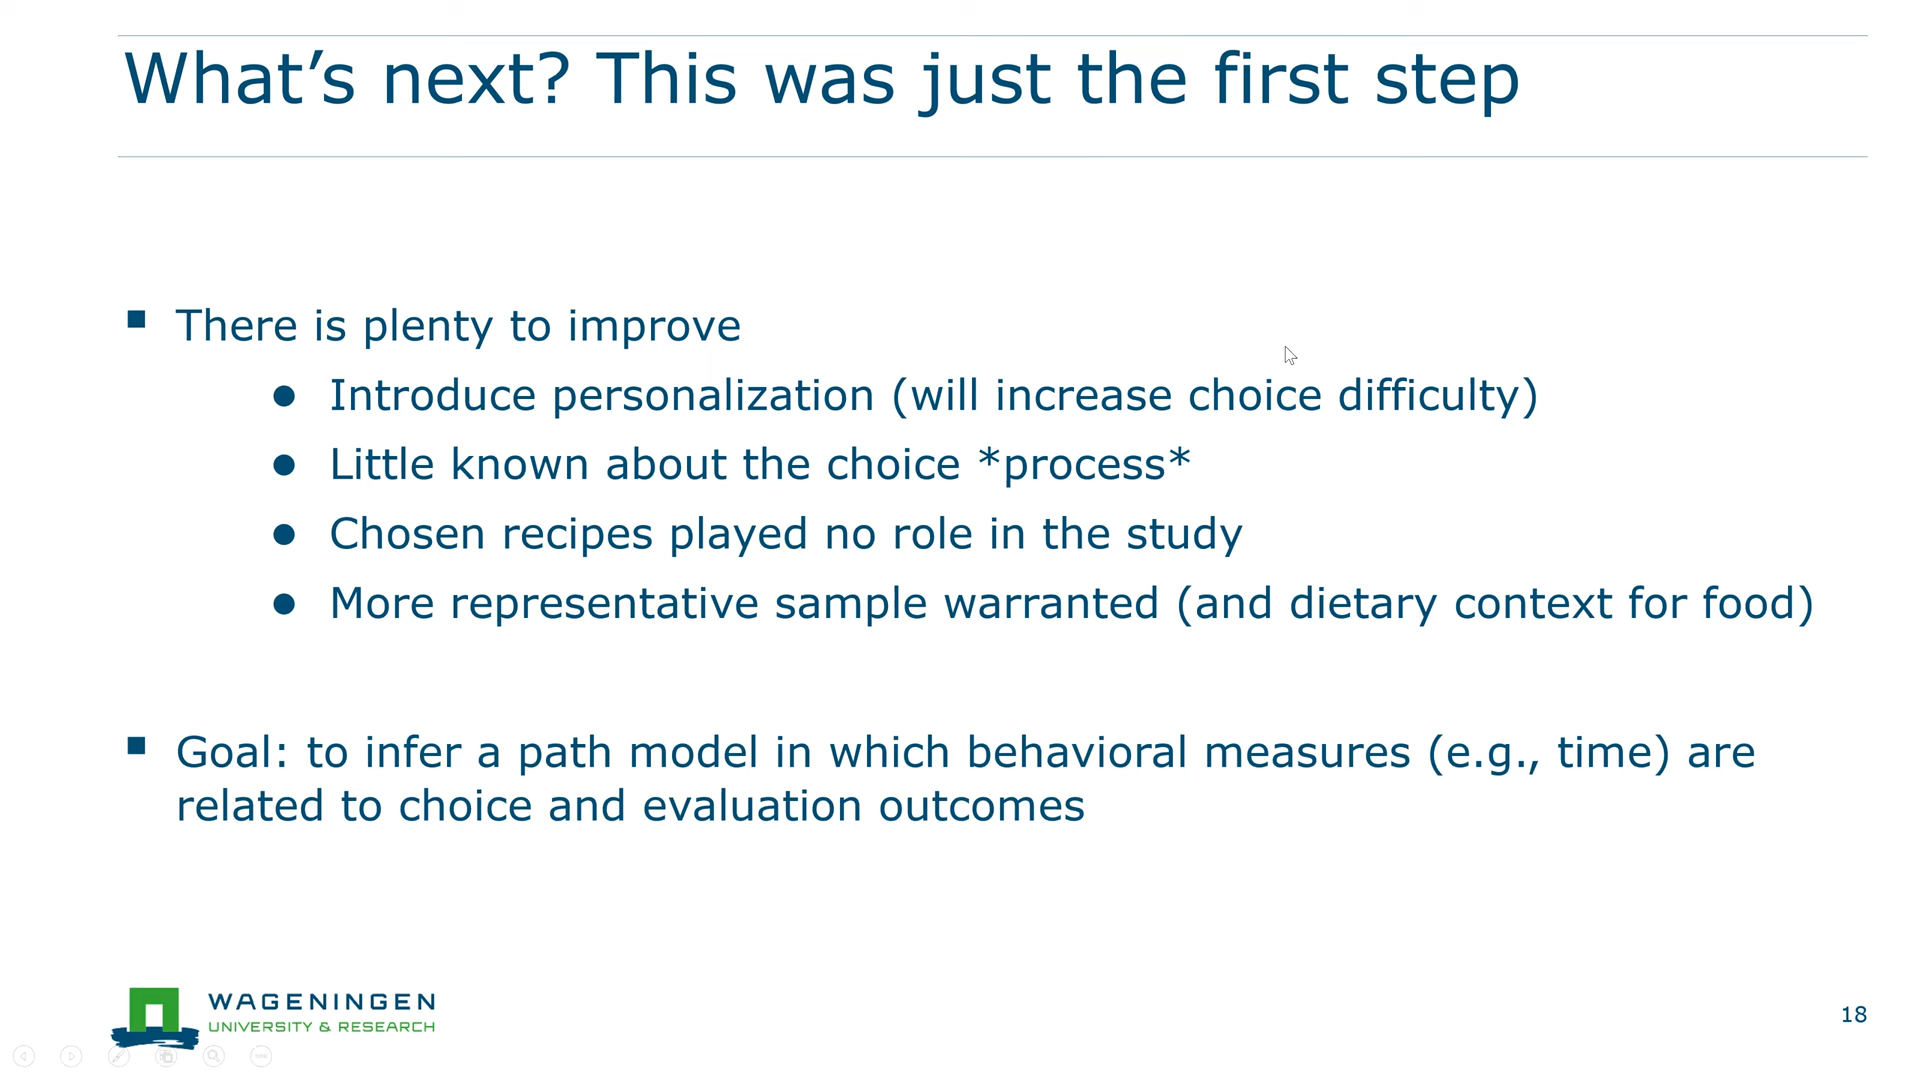 What’s next? This was just the first step
There is plenty to improve
Introduce personalization (will increase choice difficulty)
Little known about the choice *process*
Chosen recipes played no role in the study
More representative sample warranted (and dietary context for food)
Goal: to infer a path model in which behavioral measures (e.g., time) are
related to choice and evaluation outcomes
WAGENINGEN
UNIVERSITY & RESEARCH
18